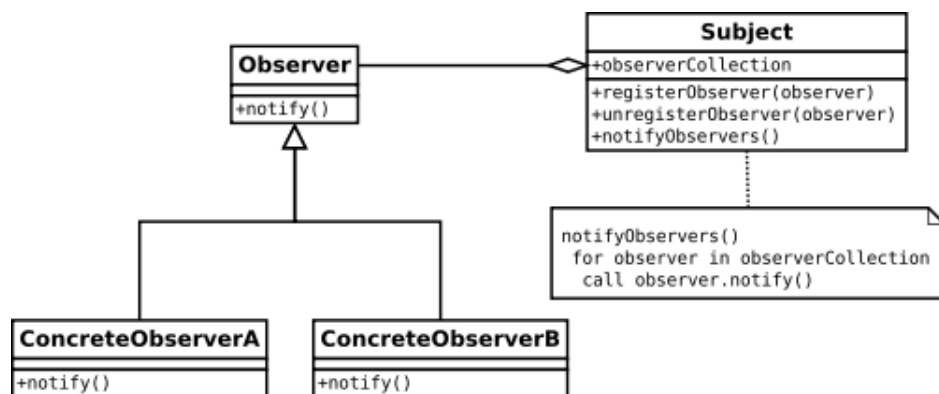 Subject
+observerCollection
+registerObserver(observer)
+unregisterObserver(observer)
+notifyObservers()
Observer
+notify()
notifyObservers()
for observer in observerCollection
call observer.notify()
ConcreteObserverA
+notify()
ConcreteObserverB
+notify()